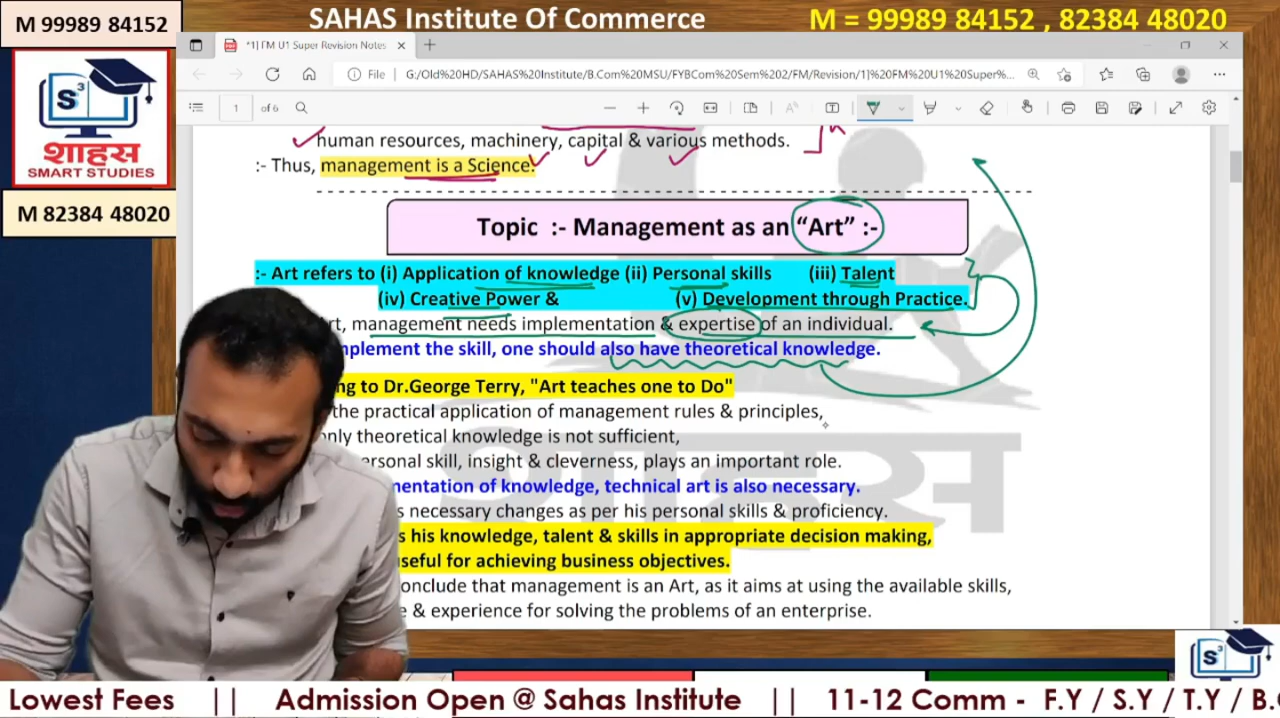 M 99989 84152
SAHAS Institute Of Commerce
M = 99989 84152 , 82384 48020
S3
शाहस
SMART STUDIES
M 82384 48020
*1] FM U1 Super Revision Notes
File
G:/Old%20HD/SAHAS%20Institute/B.Com%20MSU/FYBCom%20Sem%202/FM/Revision/1]%20FM%20U1%20Super%...
1 of 6
human resources, machinery, capital & various methods.
:- Thus, management is a Science.
Topic :- Management as an “Art” :-
:- Art refers to (i) Application of knowledge (ii) Personal skills (iii) Talent
(iv) Creative Power & (v) Development through Practice.
management needs implementation & expertise of an individual.
the skill, one should also have theoretical knowledge.
to Dr.George Terry, "Art teaches one to Do"
the practical application of management rules & principles,
only theoretical knowledge is not sufficient,
skill, insight & cleverness, plays an important role.
of knowledge, technical art is also necessary.
necessary changes as per his personal skills & proficiency.
his knowledge, talent & skills in appropriate decision making,
for achieving business objectives.
that management is an Art, as it aims at using the available skills,
& experience for solving the problems of an enterprise.
शाहस
S3
Lowest Fees || Admission Open @ Sahas Institute || 11-12 Comm - F.Y / S.Y / T.Y / B.